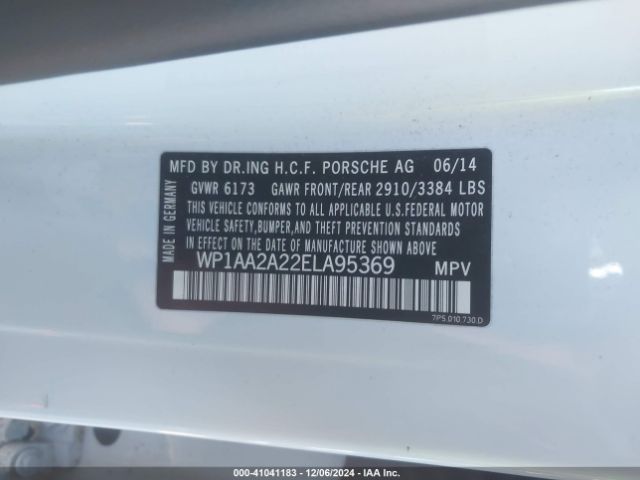 MFD BY DR.ING H.C.F. PORSCHE AG 06/14
GVWR 6173 GAWR FRONT/REAR 2910/3384 LBS
THIS VEHICLE CONFORMS TO ALL APPLICABLE U.S.FEDERAL MOTOR
VEHICLE SAFETY,BUMPER,AND THEFT PREVENTION STANDARDS
IN EFFECT ON THE DATE OF MANUFACTURE SHOWN ABOVE.
WP1AA2A22ELA95369 MPV
MADE IN GERMANY
7P5.010.730.D
000-41041183 - 12/06/2024 - IAA Inc.